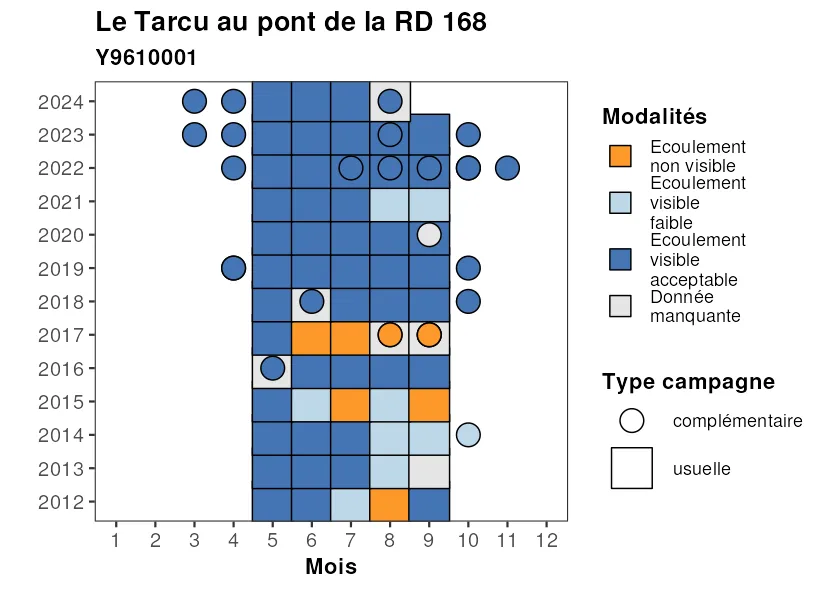 Le Tarcu au pont de la RD 168
Y9610001
2024
2023
2022
2021
2020
2019
2018
2017
2016
2015
2014
2013
2012
1 2 3 4 5 6 7 8 9 10 11 12
Mois
Modalités
Ecoulement
non visible
Ecoulement
visible
faible
Ecoulement
visible
acceptable
Donnée
manquante
Type campagne
complémentaire
usuelle